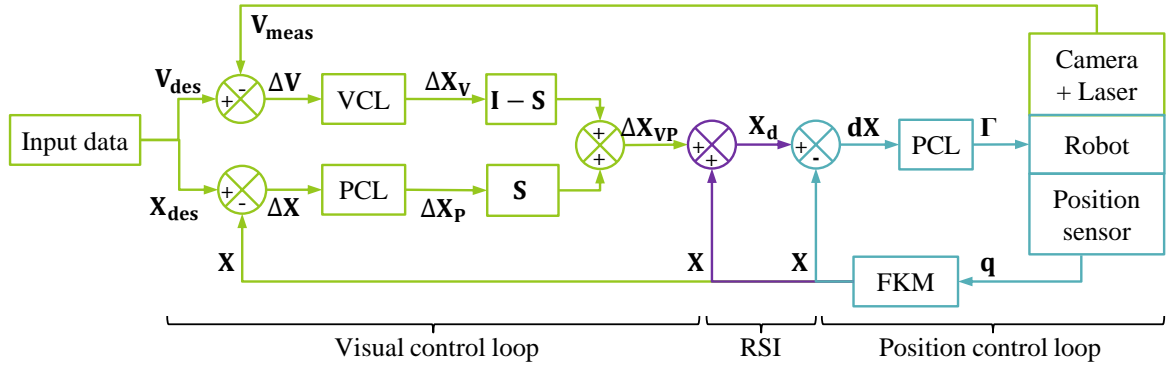 V_meas
V_des
ΔV
VCL
ΔX_V
I − S
Camera
+ Laser
Input data
ΔX_VP
X_d
dX
PCL
Γ
Robot
X_des
ΔX
PCL
ΔX_P
S
Position
sensor
X
X
X
FKM
q
Visual control loop
RSI
Position control loop
+
-
+
-
+
+
+
+
+
-